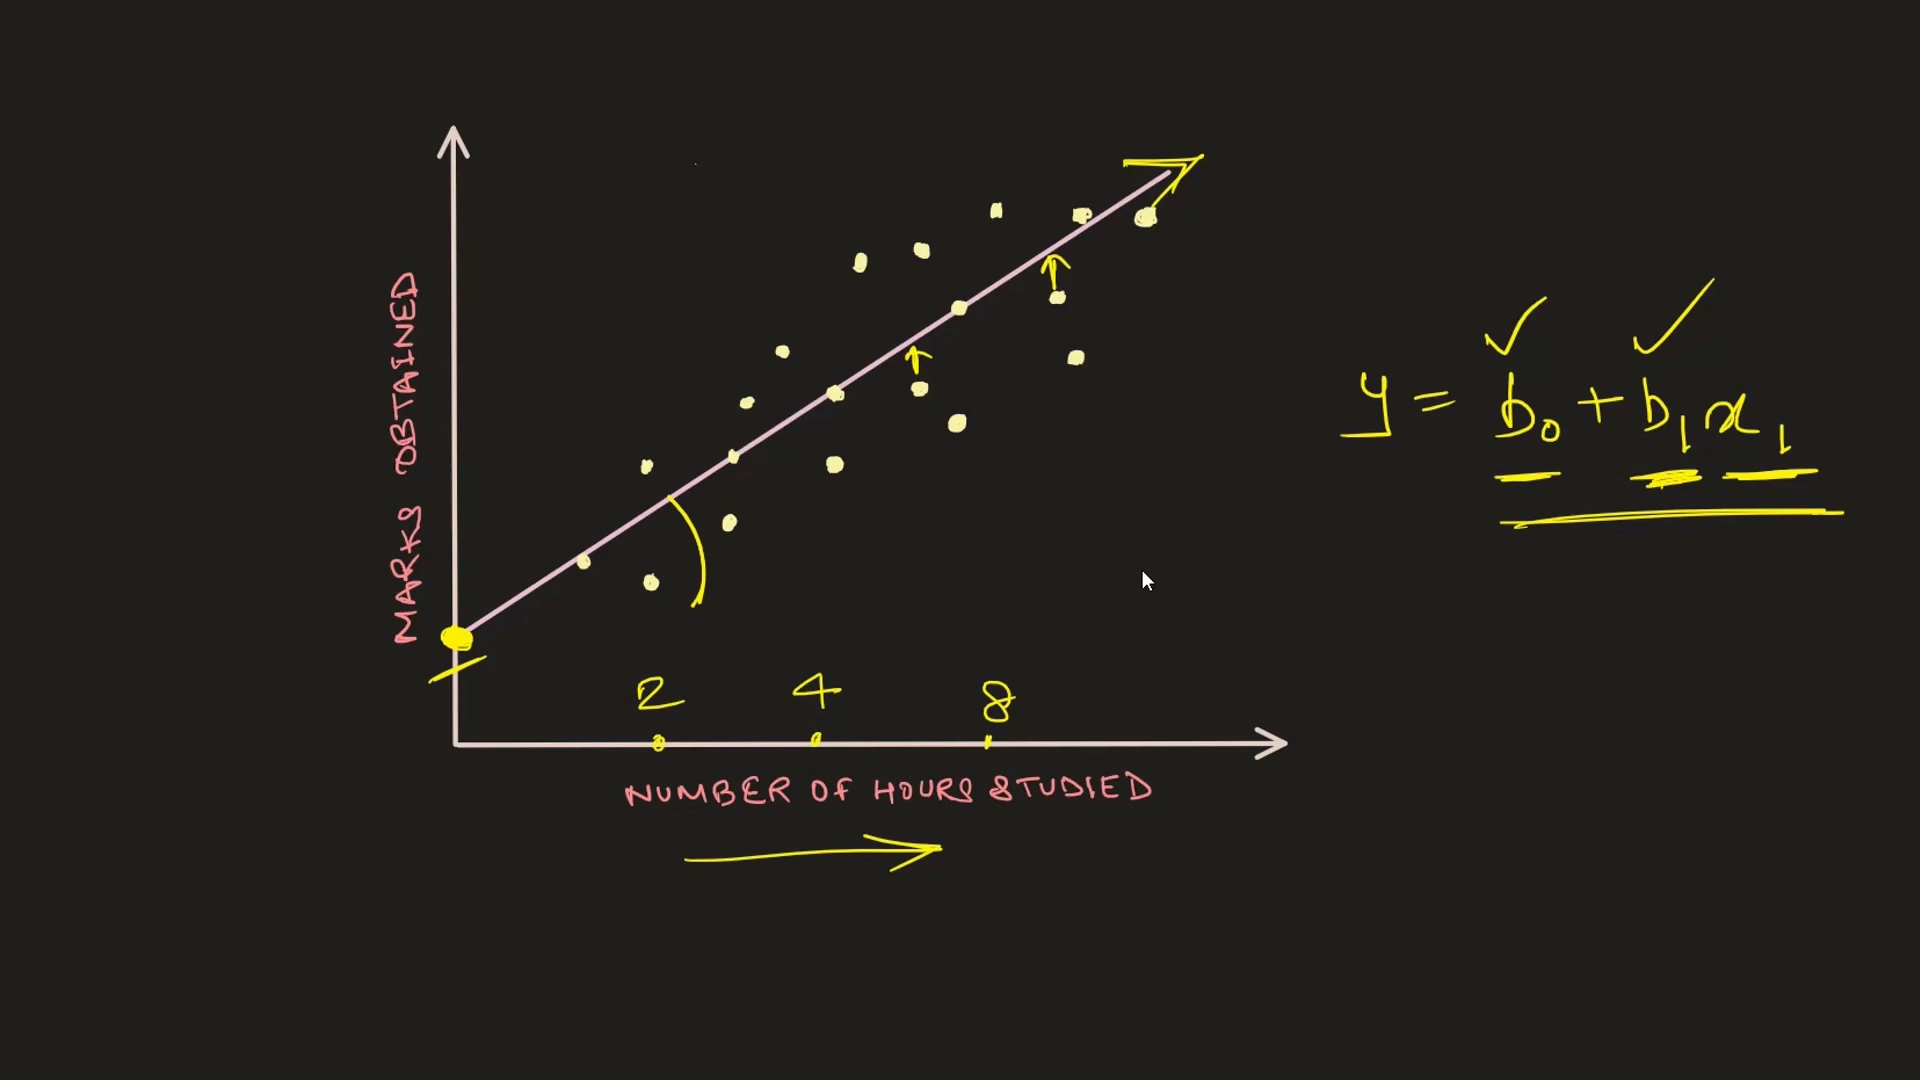 MARKS OBTAINED
y = b₀ + b₁x₁
2 4 8
NUMBER OF HOURS STUDIED